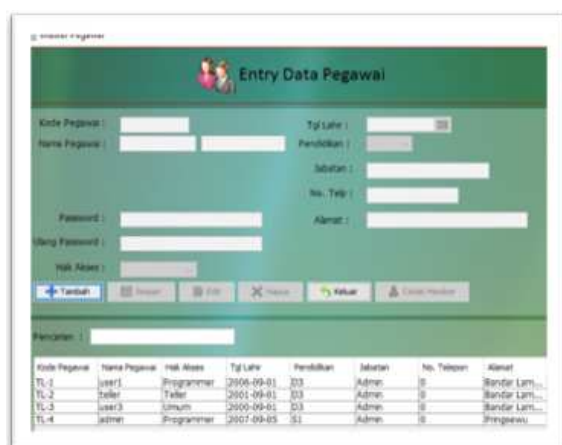 Entry Data Pegawai
Kode Pegawai :
Tgl Lahir :
Nama Pegawai :
Pendidikan :
Jabatan :
No. Telp :
Password :
Alamat :
Ulang Password :
Hak Akses :
Tambah Simpan Edit Hapus Keluar Cetak
Pencarian :
Kode Pegawai Nama Pegawai Hak Akses Tgl Lahir Pendidikan Jabatan No. Telepon Alamat
TL-1 user1 Programmer 2006-09-01 D3 Admin 0 Bandar Lam...
TL-2 teller Teller 2001-09-01 D3 Admin 0 Bandar Lam...
TL-3 user3 Umum 2000-09-01 D3 Admin 0 Bandar Lam...
TL-4 admin Programmer 2007-09-05 S1 Admin 0 Pringsewu